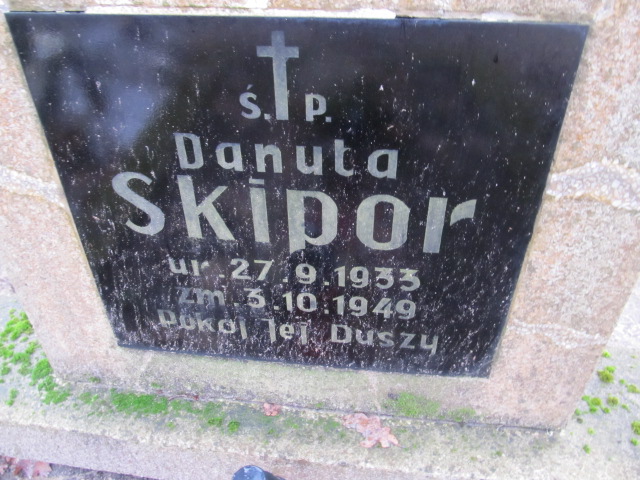 Ś. P.
Danuta
Skipor
ur. 27.9.1933
zm. 3.10.1949
Pokój Jej Duszy